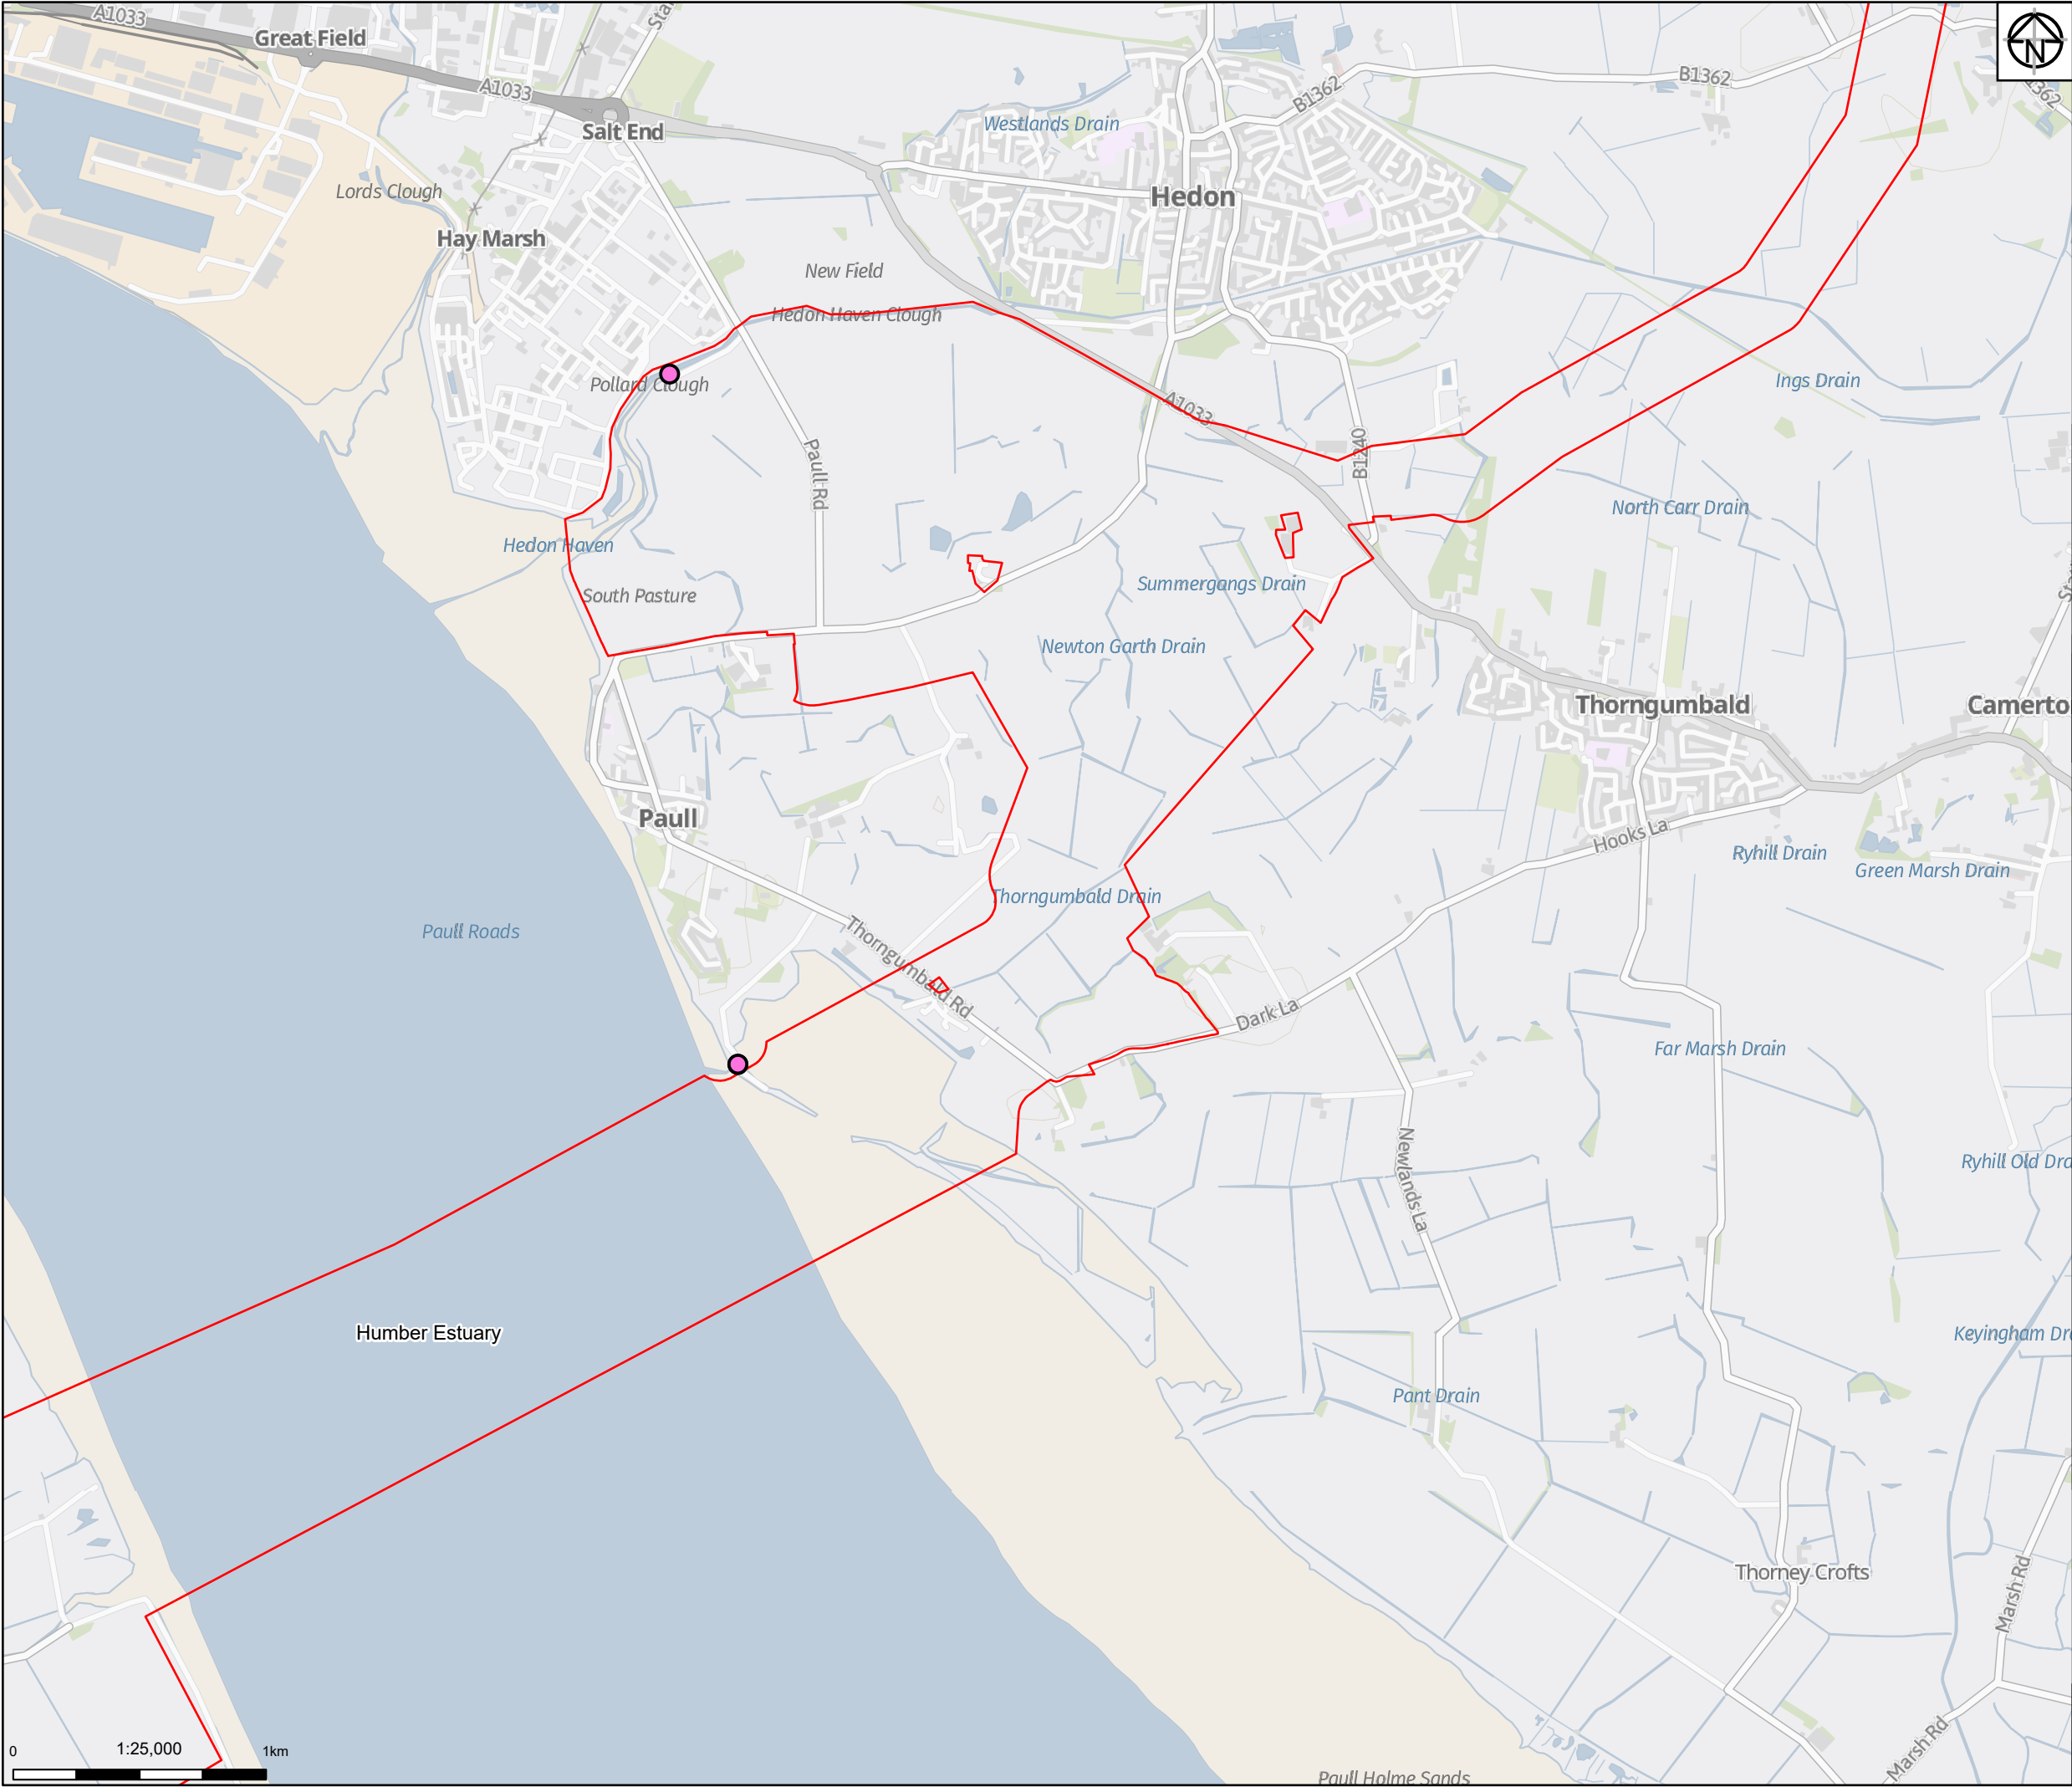 A1033
Great Field
Sta
A1033
Salt End
Lords Clough
Hay Marsh
Westlands Drain
B1362
B1362
1362
N
Hedon
New Field
Hedon Haven Clough
Pollard Clough
A1033
B1240
Ings Drain
Paull Rd
North Carr Drain
Hedon Haven
South Pasture
Summergangs Drain
Newton Garth Drain
Thorngumbald
Camerto
Paull
Hooks La
Ryhill Drain
Green Marsh Drain
Thorngumbald Drain
Paull Roads
Thorngumbald Rd
Dark La
Far Marsh Drain
Newlands La
Ryhill Old Dra
Humber Estuary
Keyingham Dr
Pant Drain
Thorney Crofts
Marsh Rd
Marsh Rd
0
1:25,000
1km
Paull Holme Sands